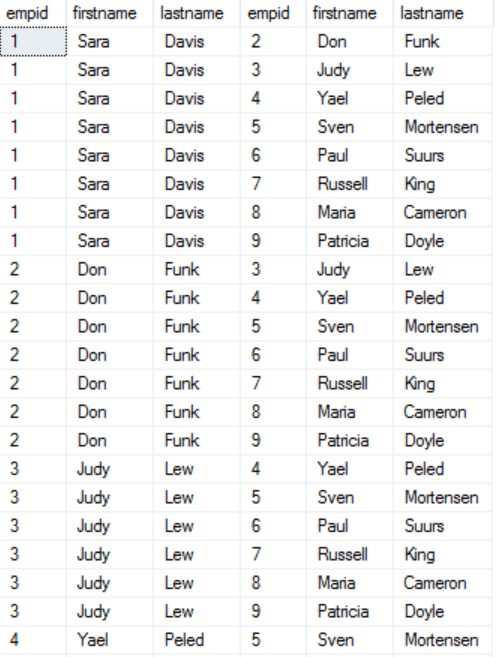 empid firstname lastname empid firstname lastname
1 Sara Davis 2 Don Funk
1 Sara Davis 3 Judy Lew
1 Sara Davis 4 Yael Peled
1 Sara Davis 5 Sven Mortensen
1 Sara Davis 6 Paul Suurs
1 Sara Davis 7 Russell King
1 Sara Davis 8 Maria Cameron
1 Sara Davis 9 Patricia Doyle
2 Don Funk 3 Judy Lew
2 Don Funk 4 Yael Peled
2 Don Funk 5 Sven Mortensen
2 Don Funk 6 Paul Suurs
2 Don Funk 7 Russell King
2 Don Funk 8 Maria Cameron
2 Don Funk 9 Patricia Doyle
3 Judy Lew 4 Yael Peled
3 Judy Lew 5 Sven Mortensen
3 Judy Lew 6 Paul Suurs
3 Judy Lew 7 Russell King
3 Judy Lew 8 Maria Cameron
3 Judy Lew 9 Patricia Doyle
4 Yael Peled 5 Sven Mortensen